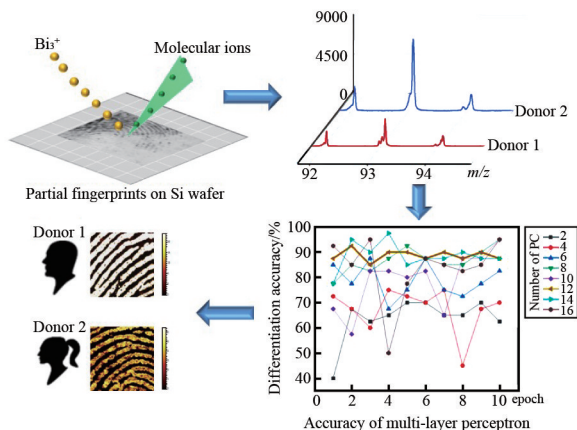 Bi₃⁺
Molecular ions
Partial fingerprints on Si wafer
9000
4500
0
Donor 2
Donor 1
92
93
94
m/z
Donor 1
Donor 2
Differentiation accuracy/%
100
90
80
70
60
50
40
0
2
4
6
8
10
epoch
Accuracy of multi-layer perceptron
Number of PC
2
4
6
8
10
12
14
16